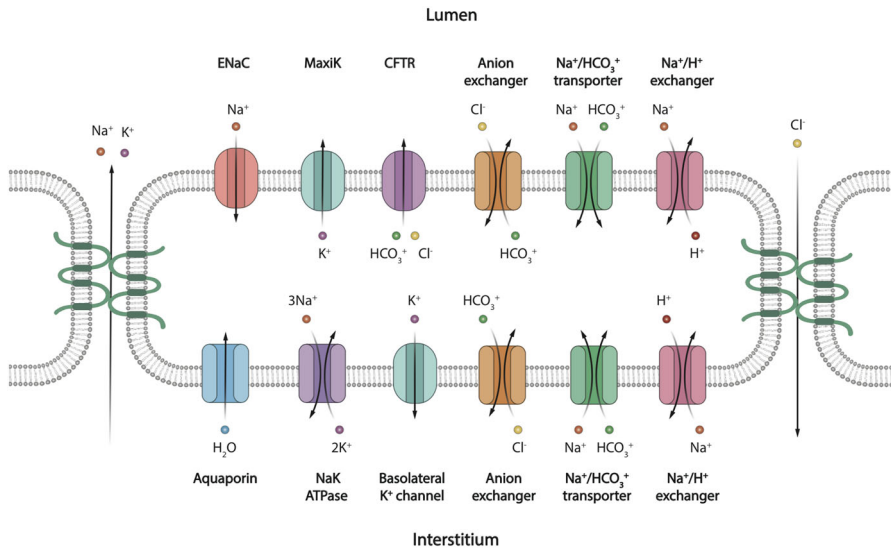 Lumen
ENaC
MaxiK
CFTR
Anion
exchanger
Na⁺/HCO₃⁺
transporter
Na⁺/H⁺
exchanger
Na⁺
Cl⁻
Na⁺
HCO₃⁺
Na⁺
Na⁺
K⁺
Cl⁻
K⁺
HCO₃⁺
Cl⁻
HCO₃⁺
H⁺
3Na⁺
K⁺
HCO₃⁺
H⁺
H₂O
2K⁺
Cl⁻
Na⁺
HCO₃⁺
Na⁺
Aquaporin
NaK
ATPase
Basolateral
K⁺ channel
Anion
exchanger
Na⁺/HCO₃⁺
transporter
Na⁺/H⁺
exchanger
Interstitium